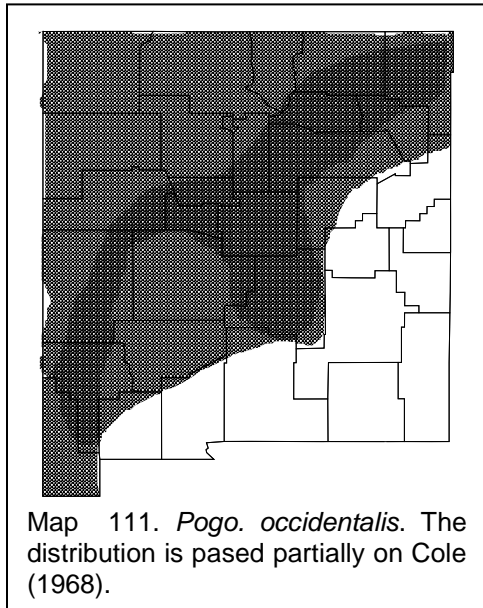 Map 111. Pogo. occidentalis. The
distribution is pased partially on Cole
(1968).